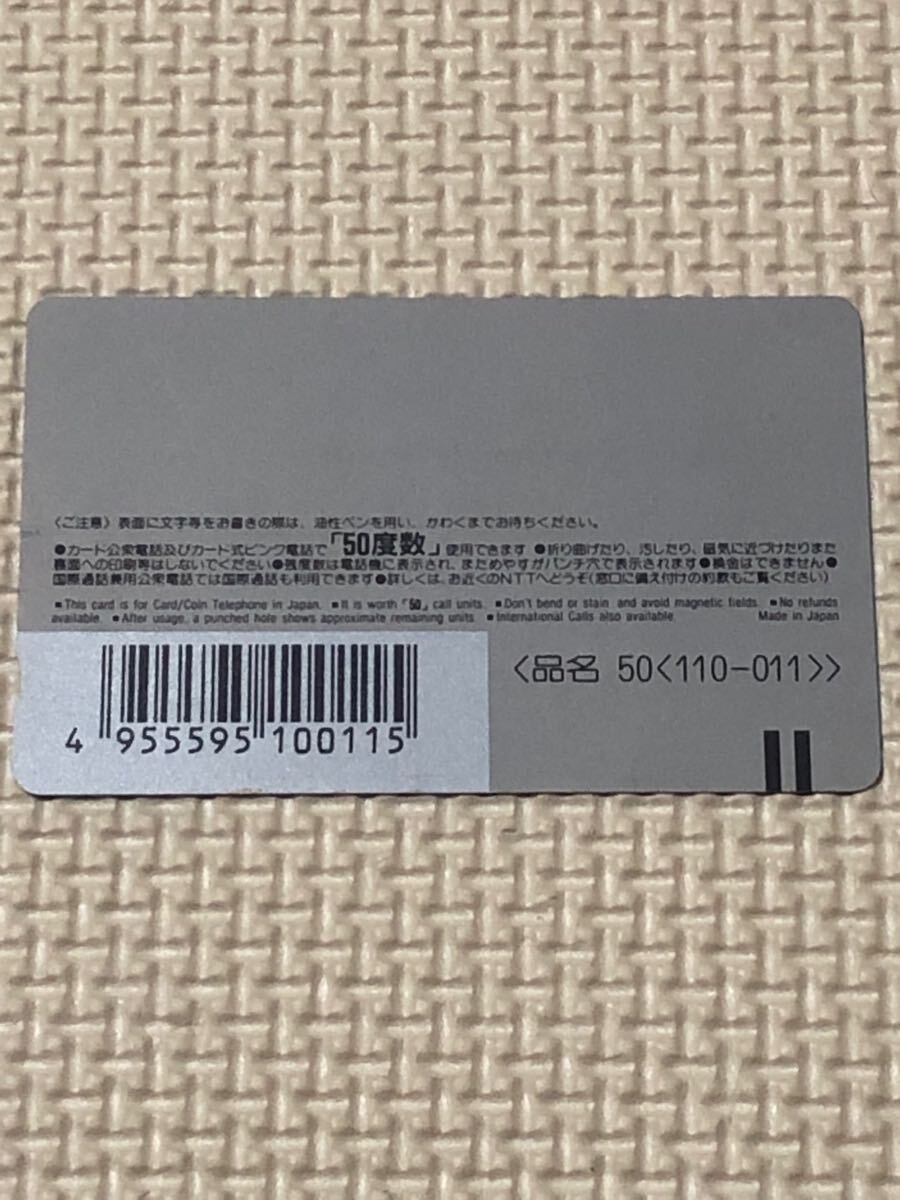 〈ご注意〉表面に文字等をお書きの際は、油性ペンを用い、かわくまでお待ちください。
●カード公衆電話及びカード式ピンク電話で「50度数」使用できます ●折り曲げたり、汚したり、磁気に近づけたりまた
裏面への印刷等はしないでください●残度数は電話機に表示され、まためやすがパンチ穴で表示されます●換金はできません●
国際通話兼用公衆電話では国際通話も利用できます●詳しくは、お近くのNTTへどうぞ(窓口に備え付けの約款もご覧ください)
■This card is for Card/Coin Telephone in Japan. ■It is worth「50」call units. ■Don't bend or stain and avoid magnetic fields. ■No refunds
available. ■After usage, a punched hole shows approximate remaining units. ■International Calls also available. Made in Japan
〈品名 50〈110-011〉〉
4 955595 100115